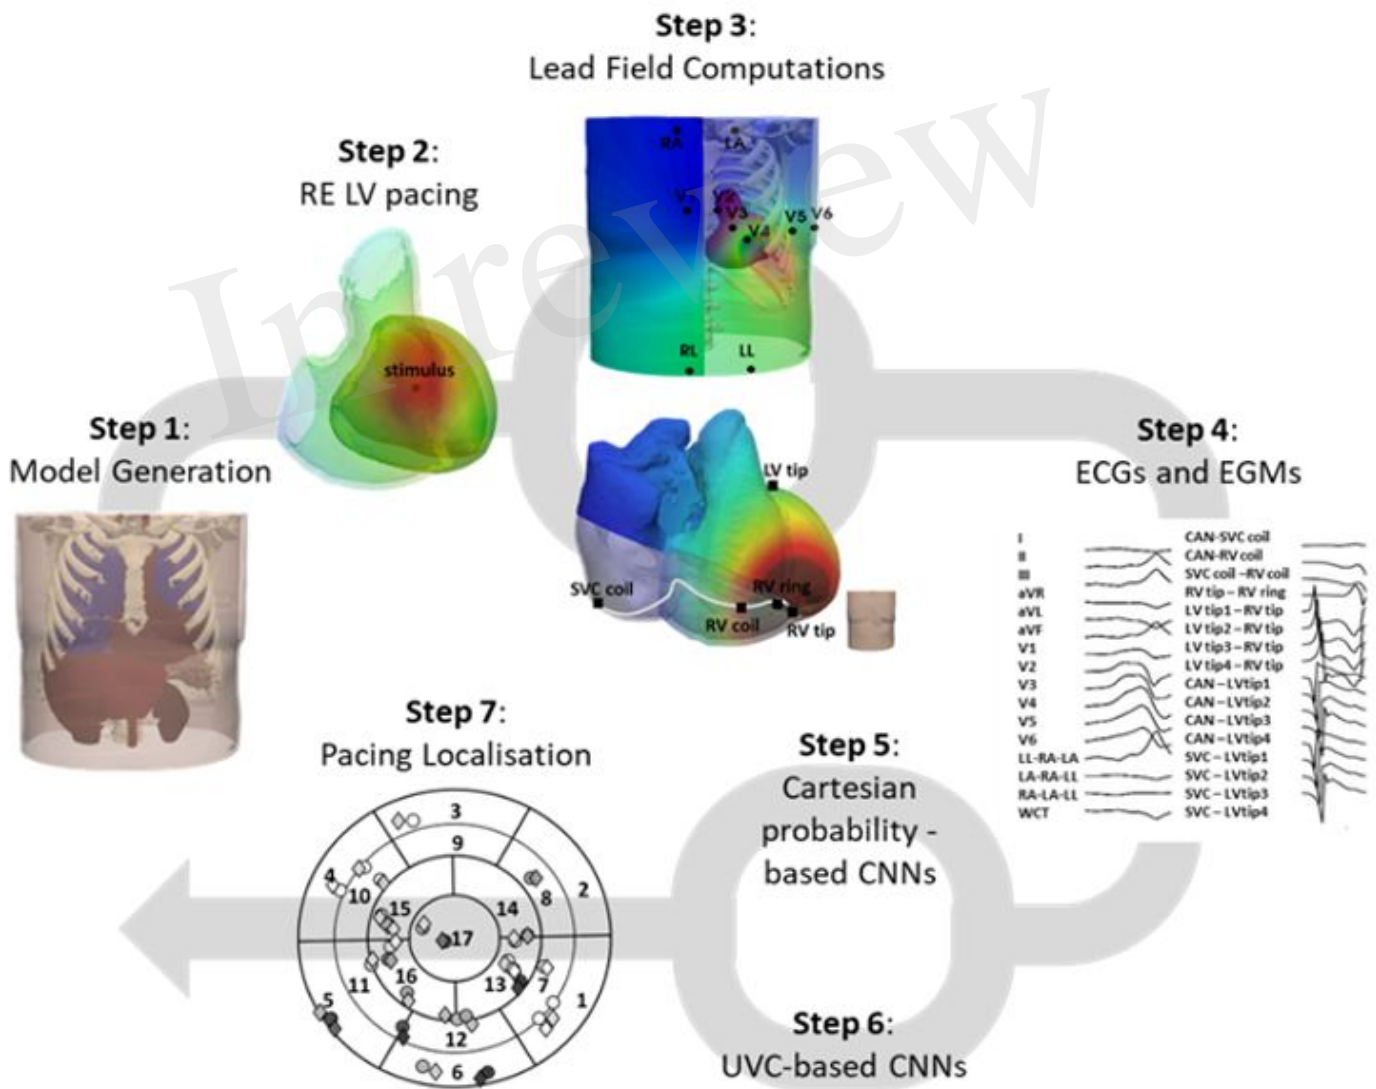 Step 3:
Lead Field Computations
Step 2:
RE LV pacing
RA
LA
V1
V2
V3
V4
V5
V6
RL
LL
stimulus
Step 1:
Model Generation
LV tip
SVC coil
RV ring
RV coil
RV tip
Step 4:
ECGs and EGMs
I
II
III
aVR
aVL
aVF
V1
V2
V3
V4
V5
V6
LL-RA-LA
LA-RA-LL
RA-LA-LL
WCT
CAN-SVC coil
CAN-RV coil
SVC coil –RV coil
RV tip – RV ring
LV tip1 – RV tip
LV tip2 – RV tip
LV tip3 – RV tip
LV tip4 – RV tip
CAN – LVtip1
CAN – LVtip2
CAN – LVtip3
CAN – LVtip4
SVC – LVtip1
SVC – LVtip2
SVC – LVtip3
SVC – LVtip4
Step 7:
Pacing Localisation
3
9
4
10
8
2
15
14
17
11
16
13
7
5
1
12
6
Step 5:
Cartesian
probability -
based CNNs
Step 6:
UVC-based CNNs
In review